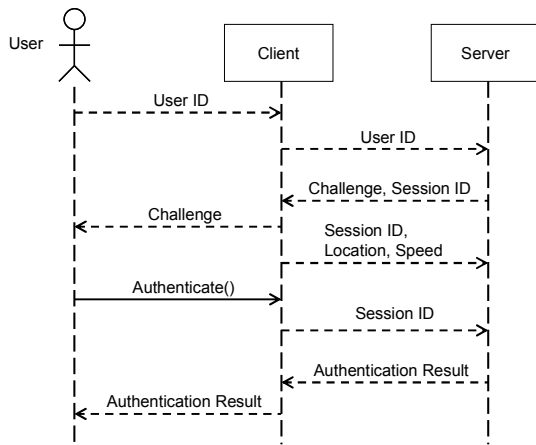 User
Client
Server
User ID
User ID
Challenge, Session ID
Challenge
Session ID,
Location, Speed
Authenticate()
Session ID
Authentication Result
Authentication Result